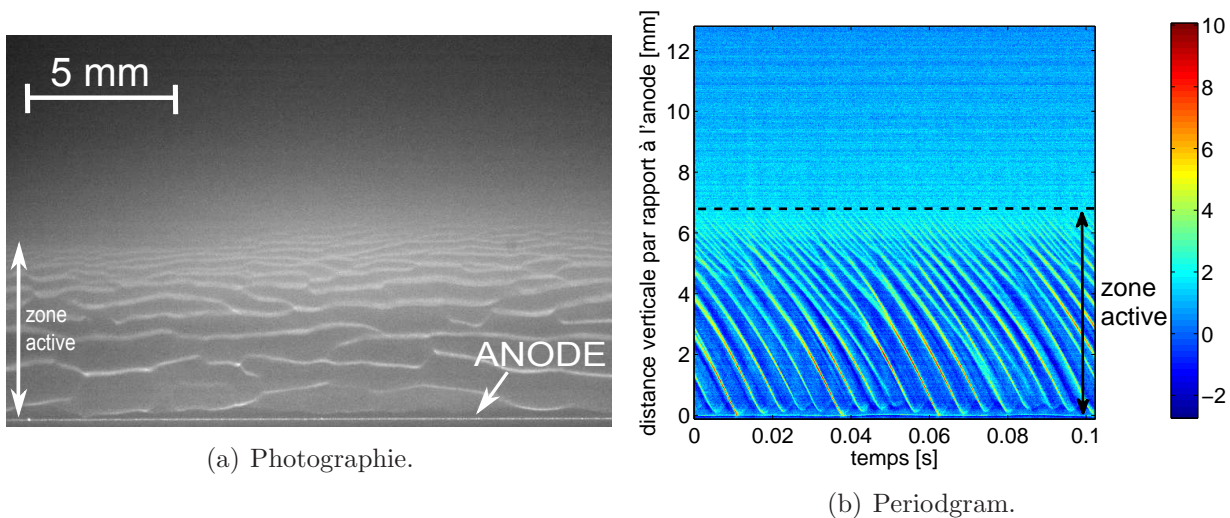 5 mm
zone
active
ANODE
(a) Photographie.
distance verticale par rapport à l'anode [mm]
12
10
8
6
4
2
0
0
0.02
0.04
0.06
0.08
0.1
temps [s]
zone
active
10
8
6
4
2
0
−2
(b) Periodgram.